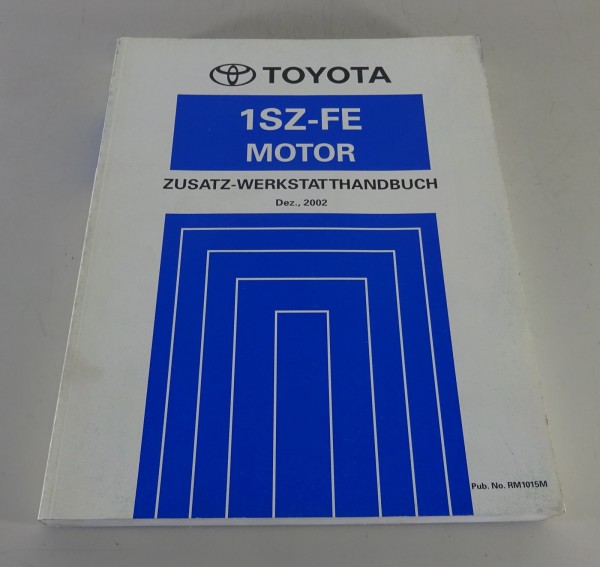 TOYOTA
1SZ-FE
MOTOR
ZUSATZ-WERKSTATTHANDBUCH
Dez., 2002
Pub. No. RM1015M